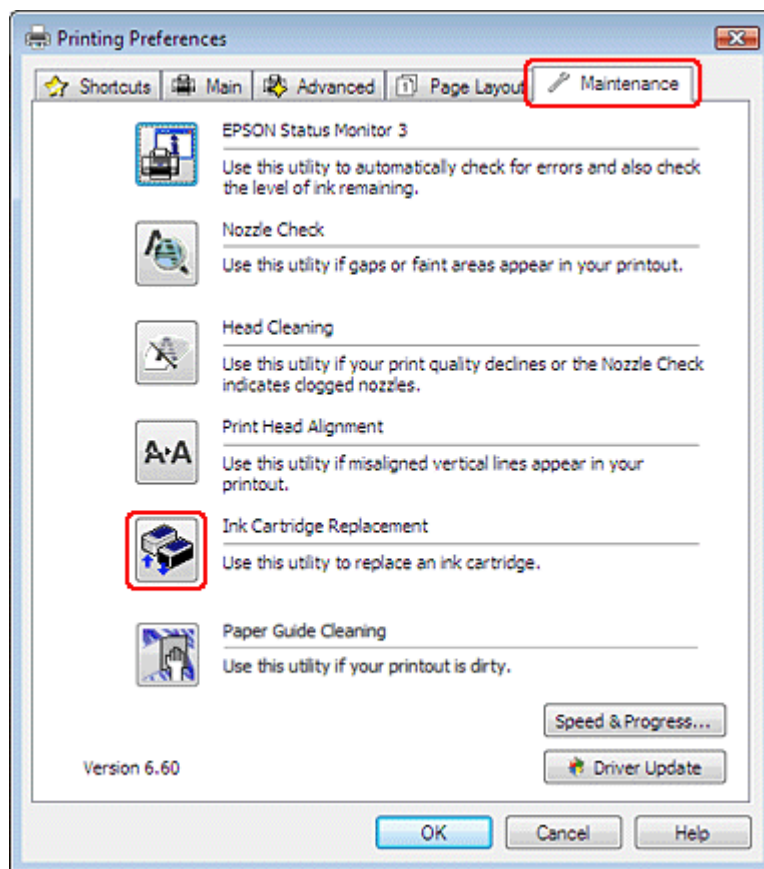 Printing Preferences
Shortcuts Main Advanced Page Layout Maintenance
EPSON Status Monitor 3
Use this utility to automatically check for errors and also check
the level of ink remaining.
Nozzle Check
Use this utility if gaps or faint areas appear in your printout.
Head Cleaning
Use this utility if your print quality declines or the Nozzle Check
indicates clogged nozzles.
Print Head Alignment
A A
Use this utility if misaligned vertical lines appear in your
printout.
Ink Cartridge Replacement
Use this utility to replace an ink cartridge.
Paper Guide Cleaning
Use this utility if your printout is dirty.
Speed & Progress...
Version 6.60
Driver Update
OK Cancel Help